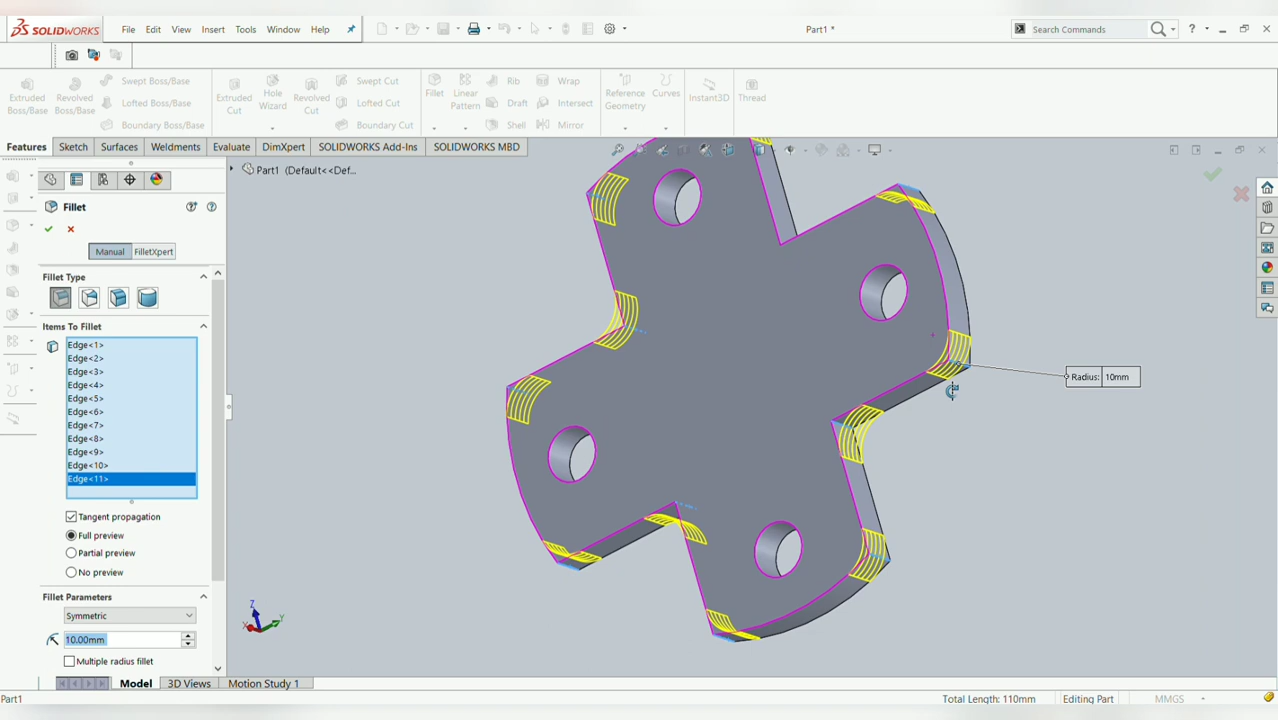 SOLIDWORKS File Edit View Insert Tools Window Help Part1 * Search Commands ?
Extruded Boss/Base
Revolved Boss/Base
Swept Boss/Base
Lofted Boss/Base
Boundary Boss/Base
Extruded Cut
Hole Wizard
Revolved Cut
Swept Cut
Lofted Cut
Boundary Cut
Fillet
Linear Pattern
Rib
Draft
Shell
Wrap
Intersect
Mirror
Reference Geometry
Curves
Instant3D
Thread
Features Sketch Surfaces Weldments Evaluate DimXpert SOLIDWORKS Add-Ins SOLIDWORKS MBD
Part1 (Default<<Def...
Fillet
Manual FilletXpert
Fillet Type
Items To Fillet
Edge<1>
Edge<2>
Edge<3>
Edge<4>
Edge<5>
Edge<6>
Edge<7>
Edge<8>
Edge<9>
Edge<10>
Edge<11>
Tangent propagation
Full preview
Partial preview
No preview
Fillet Parameters
Symmetric
10.00mm
Multiple radius fillet
Radius: 10mm
Z
X
Y
Model 3D Views Motion Study 1
Part1 Total Length: 110mm Editing Part MMGS